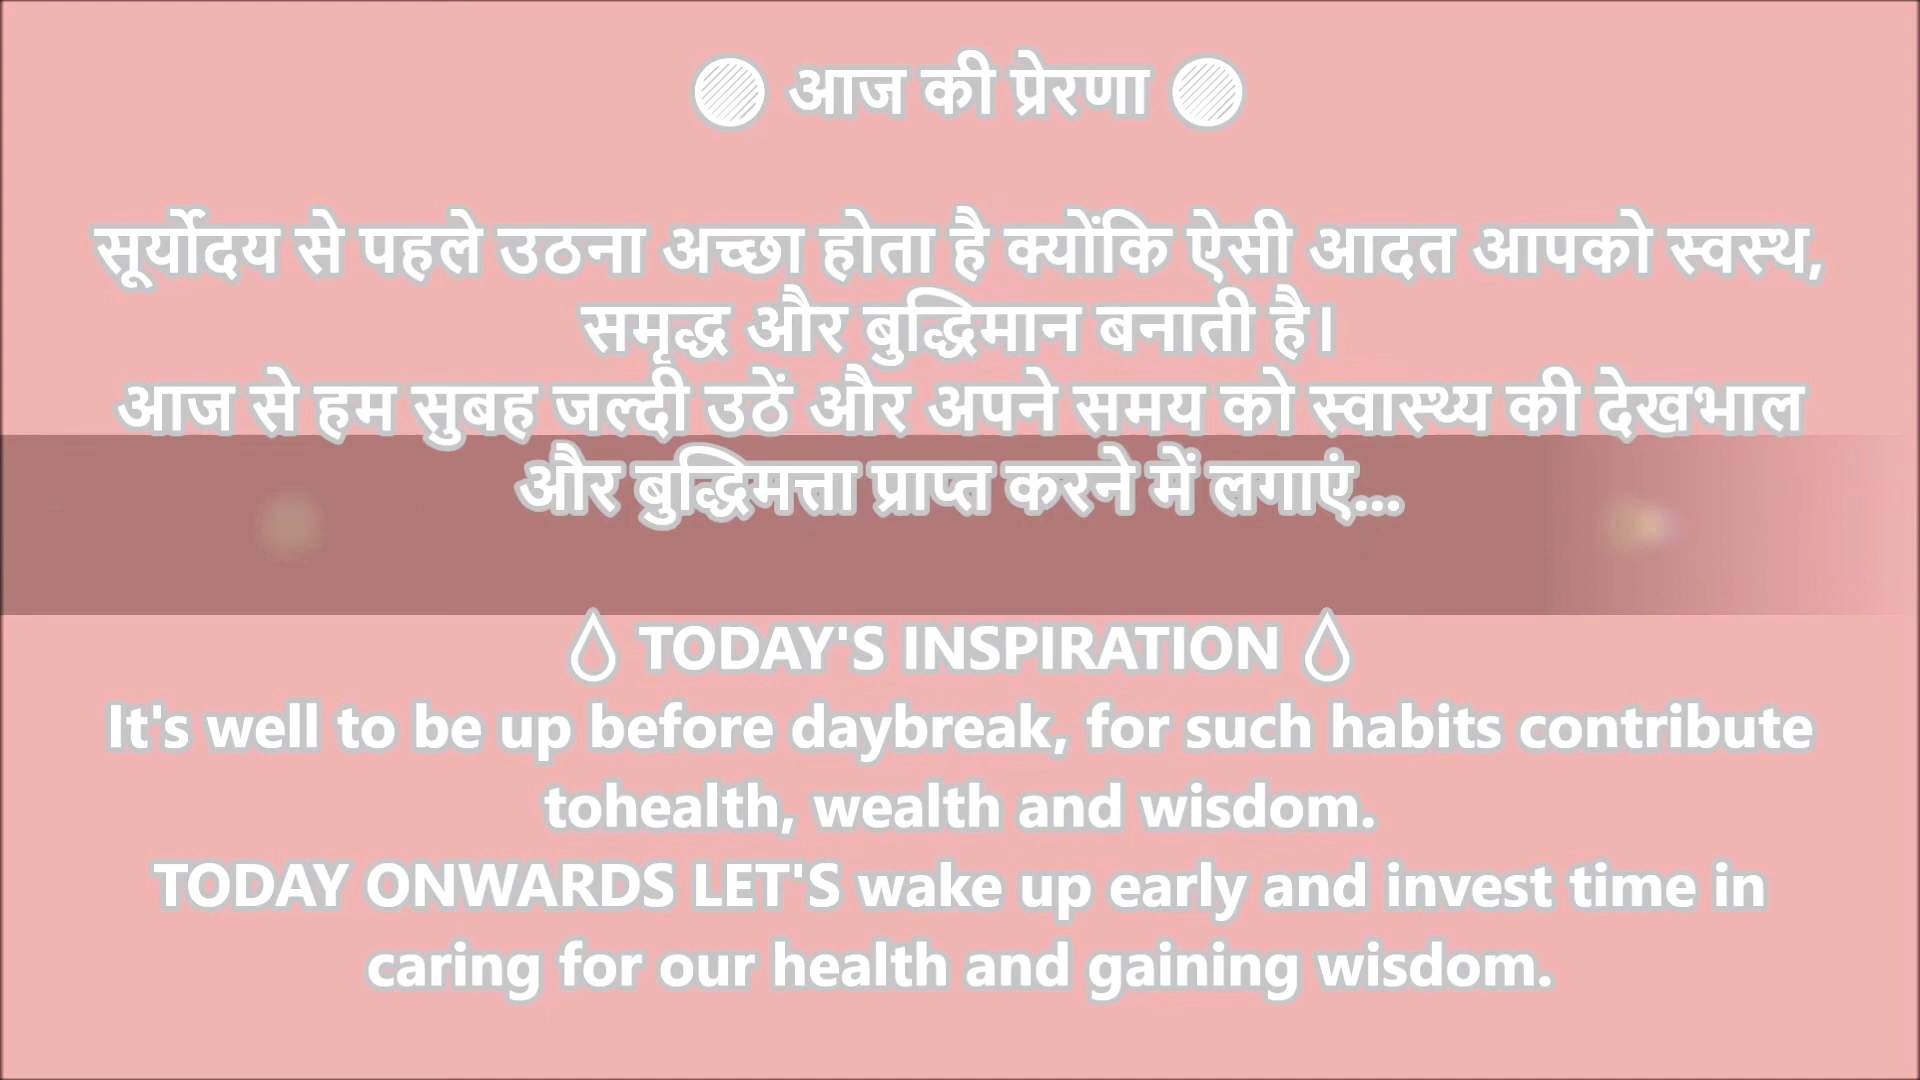 आज की प्रेरणा
सूर्योदय से पहले उठना अच्छा होता है क्योंकि ऐसी आदत आपको स्वस्थ,
समृद्ध और बुद्धिमान बनाती है।
आज से हम सुबह जल्दी उठें और अपने समय को स्वास्थ्य की देखभाल
और बुद्धिमत्ता प्राप्त करने में लगाएं...
💧 TODAY'S INSPIRATION 💧
It's well to be up before daybreak, for such habits contribute
tohealth, wealth and wisdom.
TODAY ONWARDS LET'S wake up early and invest time in
caring for our health and gaining wisdom.